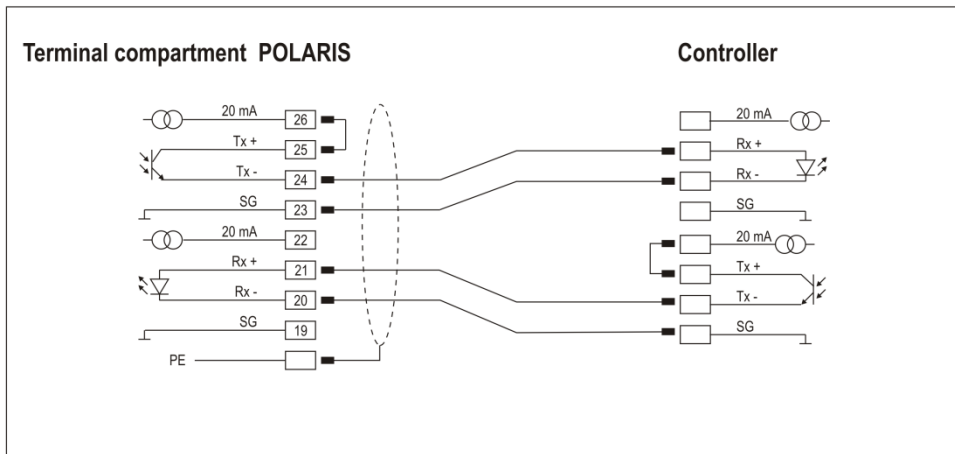 Terminal compartment POLARIS
Controller
20 mA 26
Tx + 25
Tx - 24
SG 23
20 mA 22
Rx + 21
Rx - 20
SG 19
PE
20 mA
Rx +
Rx -
SG
20 mA
Tx +
Tx -
SG